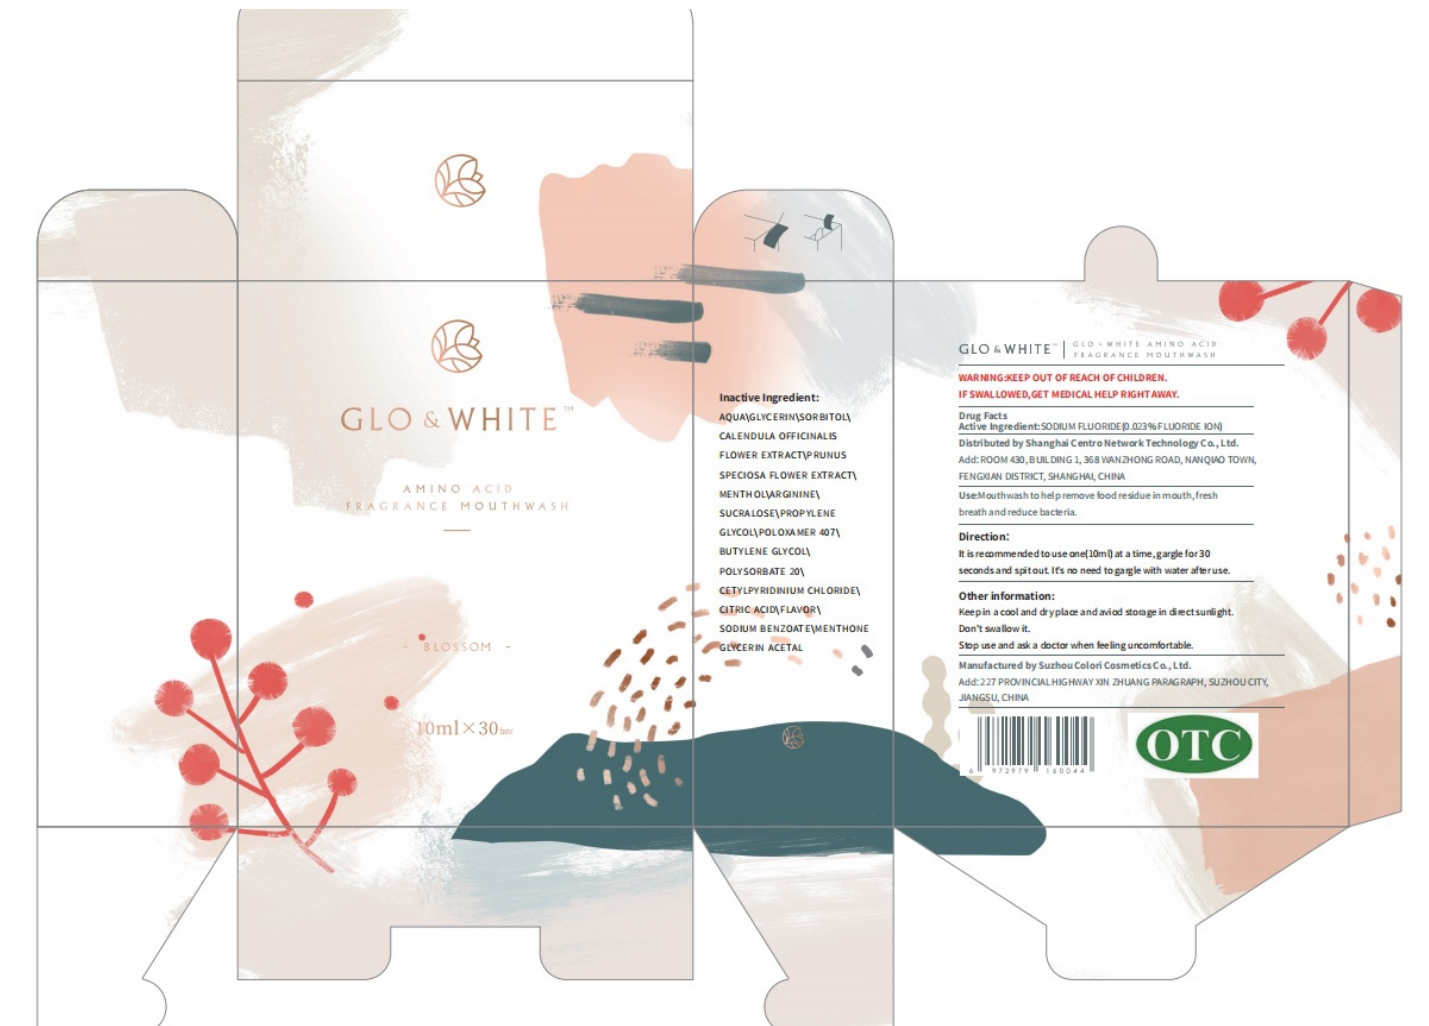 GLO & WHITE™
AMINO ACID
FRAGRANCE MOUTHWASH
- BLOSSOM -
10ml×30bar
Inactive Ingredient:
AQUA\GLYCERIN\SORBITOL\
CALENDULA OFFICINALIS
FLOWER EXTRACT\PRUNUS
SPECIOSA FLOWER EXTRACT\
MENTHOL\ARGININE\
SUCRALOSE\PROPYLENE
GLYCOL\POLOXAMER 407\
BUTYLENE GLYCOL\
POLYSORBATE 20\
CETYLPYRIDINIUM CHLORIDE\
CITRIC ACID\FLAVOR\
SODIUM BENZOATE\MENTHONE
GLYCERIN ACETAL
GLO & WHITE™
GLO + WHITE AMINO ACID
FRAGRANCE MOUTHWASH
WARNING:KEEP OUT OF REACH OF CHILDREN.
IF SWALLOWED,GET MEDICAL HELP RIGHT AWAY.
Drug Facts
Active Ingredient: SODIUM FLUORIDE(0.023% FLUORIDE ION)
Distributed by Shanghai Centro Network Technology Co., Ltd.
Add: ROOM 430, BUILDING 1, 368 WANZHONG ROAD, NANQIAO TOWN,
FENGXIAN DISTRICT, SHANGHAI, CHINA
Use:Mouthwash to help remove food residue in mouth, fresh
breath and reduce bacteria.
Direction:
It is recommended to use one(10ml) at a time, gargle for 30
seconds and spit out. It's no need to gargle with water after use.
Other information:
Keep in a cool and dry place and aviod storage in direct sunlight.
Don't swallow it.
Stop use and ask a doctor when feeling uncomfortable.
Manufactured by Suzhou Colori Cosmetics Co., Ltd.
Add: 227 PROVINCIAL HIGHWAY XIN ZHUANG PARAGRAPH, SUZHOU CITY,
JIANGSU, CHINA
6 972979 160044
OTC